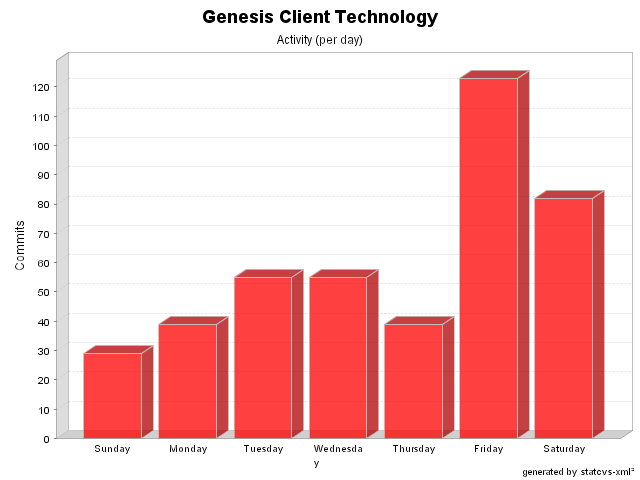 Genesis Client Technology
Activity (per day)
Commits
120
110
100
90
80
70
60
50
40
30
20
10
0
Sunday Monday Tuesday Wednesda Thursday Friday Saturday
y
generated by statcvs-xml²